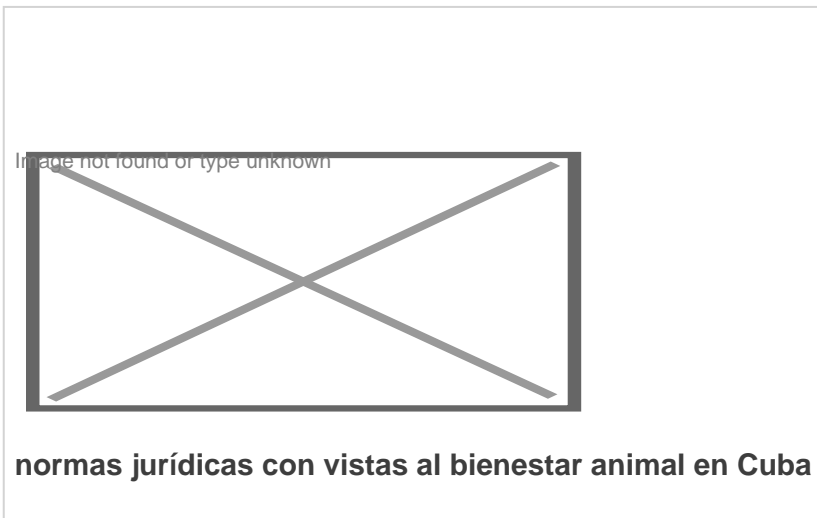 Image not found or type unknown
normas jurídicas con vistas al bienestar animal en Cuba